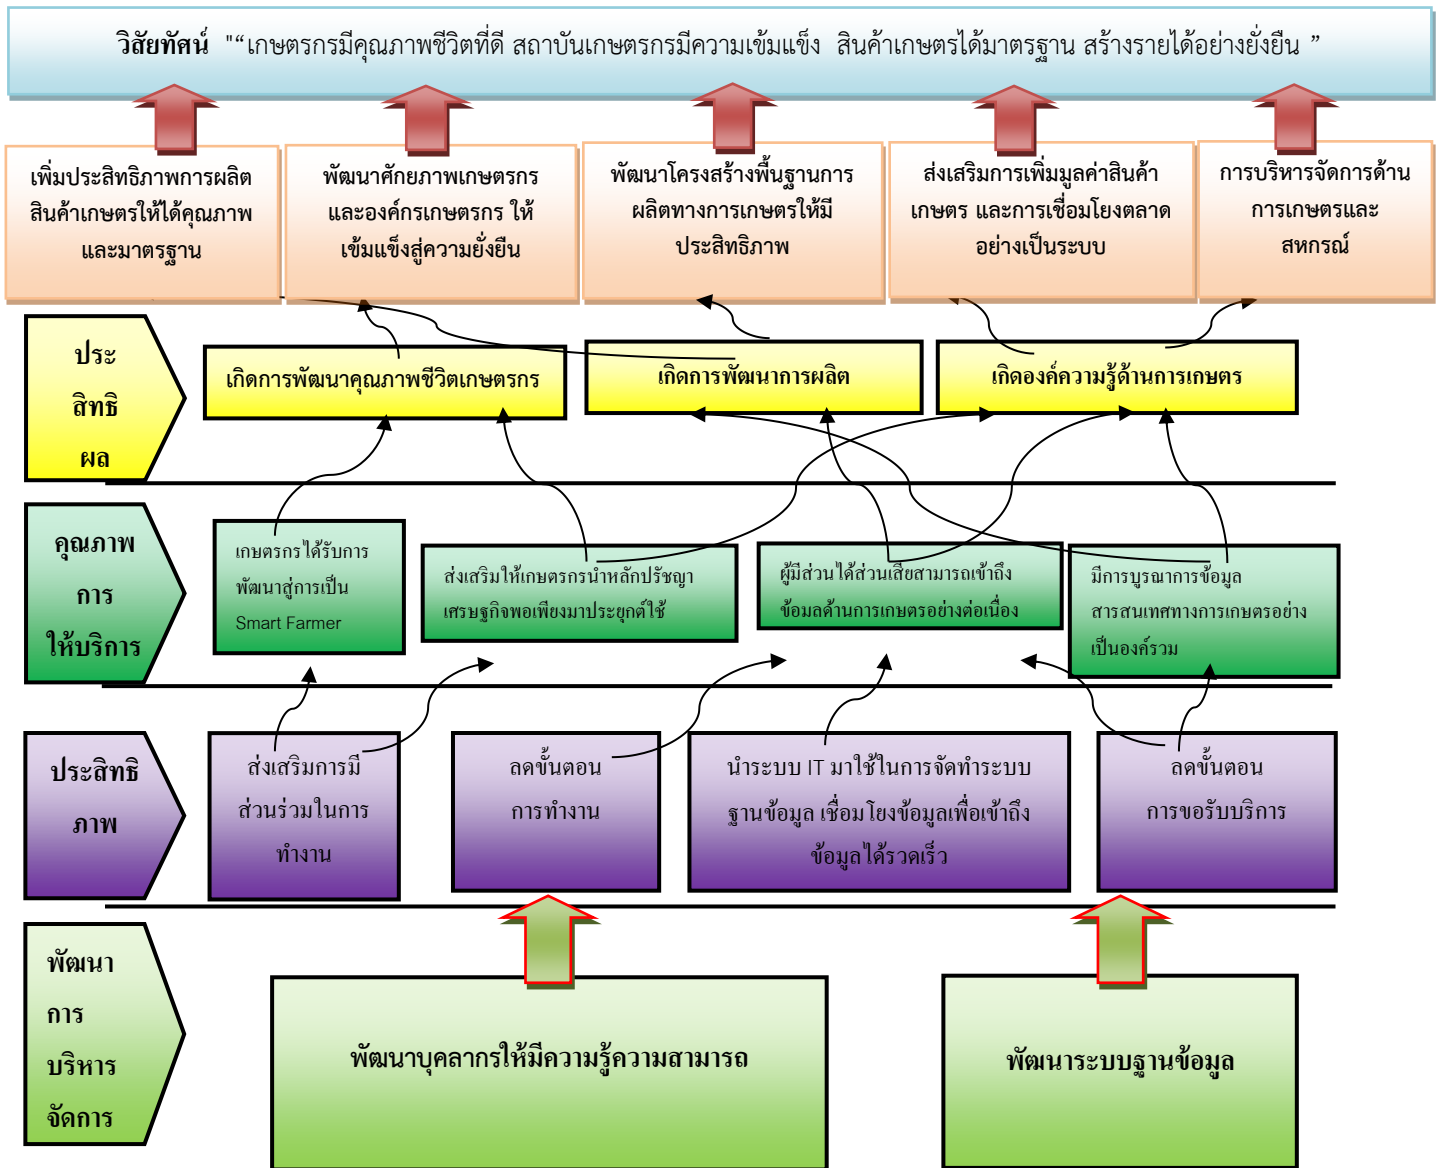 วิสัยทัศน์ "“เกษตรกรมีคุณภาพชีวิตที่ดี สถาบันเกษตรกรมีความเข้มแข็ง สินค้าเกษตรได้มาตรฐาน สร้างรายได้อย่างยั่งยืน ”
เพิ่มประสิทธิภาพการผลิต
สินค้าเกษตรให้ได้คุณภาพ
และมาตรฐาน
พัฒนาศักยภาพเกษตรกร
และองค์กรเกษตรกร ให้
เข้มแข็งสู่ความยั่งยืน
พัฒนาโครงสร้างพื้นฐานการ
ผลิตทางการเกษตรให้มี
ประสิทธิภาพ
ส่งเสริมการเพิ่มมูลค่าสินค้า
เกษตร และการเชื่อมโยงตลาด
อย่างเป็นระบบ
การบริหารจัดการด้าน
การเกษตรและ
สหกรณ์
ประ
สิทธิ
ผล
เกิดการพัฒนาคุณภาพชีวิตเกษตรกร
เกิดการพัฒนาการผลิต
เกิดองค์ความรู้ด้านการเกษตร
คุณภาพ
การ
ให้บริการ
เกษตรกรได้รับการ
พัฒนาสู่การเป็น
Smart Farmer
ส่งเสริมให้เกษตรกรนำหลักปรัชญา
เศรษฐกิจพอเพียงมาประยุกต์ใช้
ผู้มีส่วนได้ส่วนเสียสามารถเข้าถึง
ข้อมลด้านการเกษตรอย่างต่อเนื่อง
มีการบูรณาการข้อมูล
สารสนเทศทางการเกษตรอย่าง
เป็นองค์รวม
ประสิทธิ
ภาพ
ส่งเสริมการมี
ส่วนร่วมในการ
ทำงาน
ลดขั้นตอน
การทำงาน
นำระบบ IT มาใช้ในการจัดทำระบบ
ฐานข้อมูล เชื่อมโยงข้อมูลเพื่อเข้าถึง
ข้อมูลได้รวดเร็ว
ลดขั้นตอน
การขอรับบริการ
พัฒนา
การ
บริหาร
จัดการ
พัฒนาบุคลากรให้มีความรู้ความสามารถ
พัฒนาระบบฐานข้อมูล